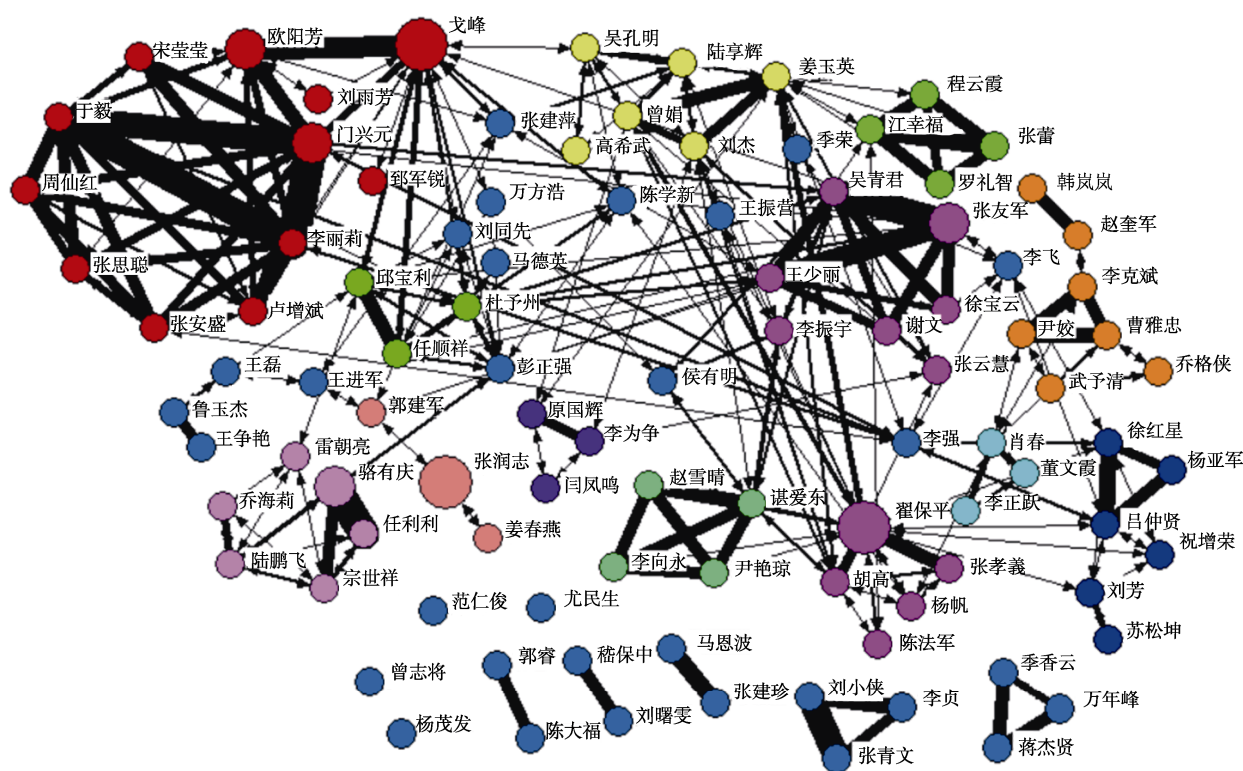 戈峰
欧阳芳
宋莹莹
吴孔明
陆享辉
姜玉英
程云霞
刘雨芳
于毅
张建萍
曾娟
江幸福
门兴元
高希武
刘杰
季荣
张蕾
郅军锐
吴青君
罗礼智
韩岚岚
周仙红
万方浩
陈学新
王振营
张友军
赵奎军
李丽莉
刘同先
张思聪
马德英
李飞
邱宝利
王少丽
李克斌
卢增斌
杜予州
徐宝云
张安盛
李振宇
谢文
尹姣
曹雅忠
任顺祥
王磊
王进军
彭正强
侯有明
张云慧
武予清
乔格侠
鲁玉杰
郭建军
原国辉
王争艳
李为争
李强
肖春
徐红星
雷朝亮
张润志
骆有庆
闫凤鸣
赵雪晴
谌爱东
董文霞
杨亚军
乔海莉
翟保平
李正跃
任利利
姜春燕
吕仲贤
陆鹏飞
李向永
尹艳琼
祝增荣
宗世祥
胡高
张孝羲
杨帆
刘芳
范仁俊
尤民生
陈法军
苏松坤
曾志将
郭睿
嵇保中
马恩波
季香云
杨茂发
陈大福
刘曙雯
张建珍
刘小侠
李贞
万年峰
张青文
蒋杰贤